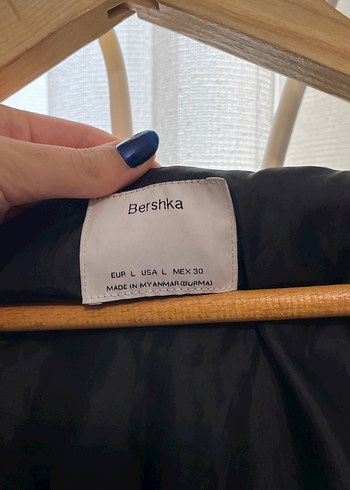 Bershka
EUR L USA L MEX 30
MADE IN MYANMAR (BURMA)